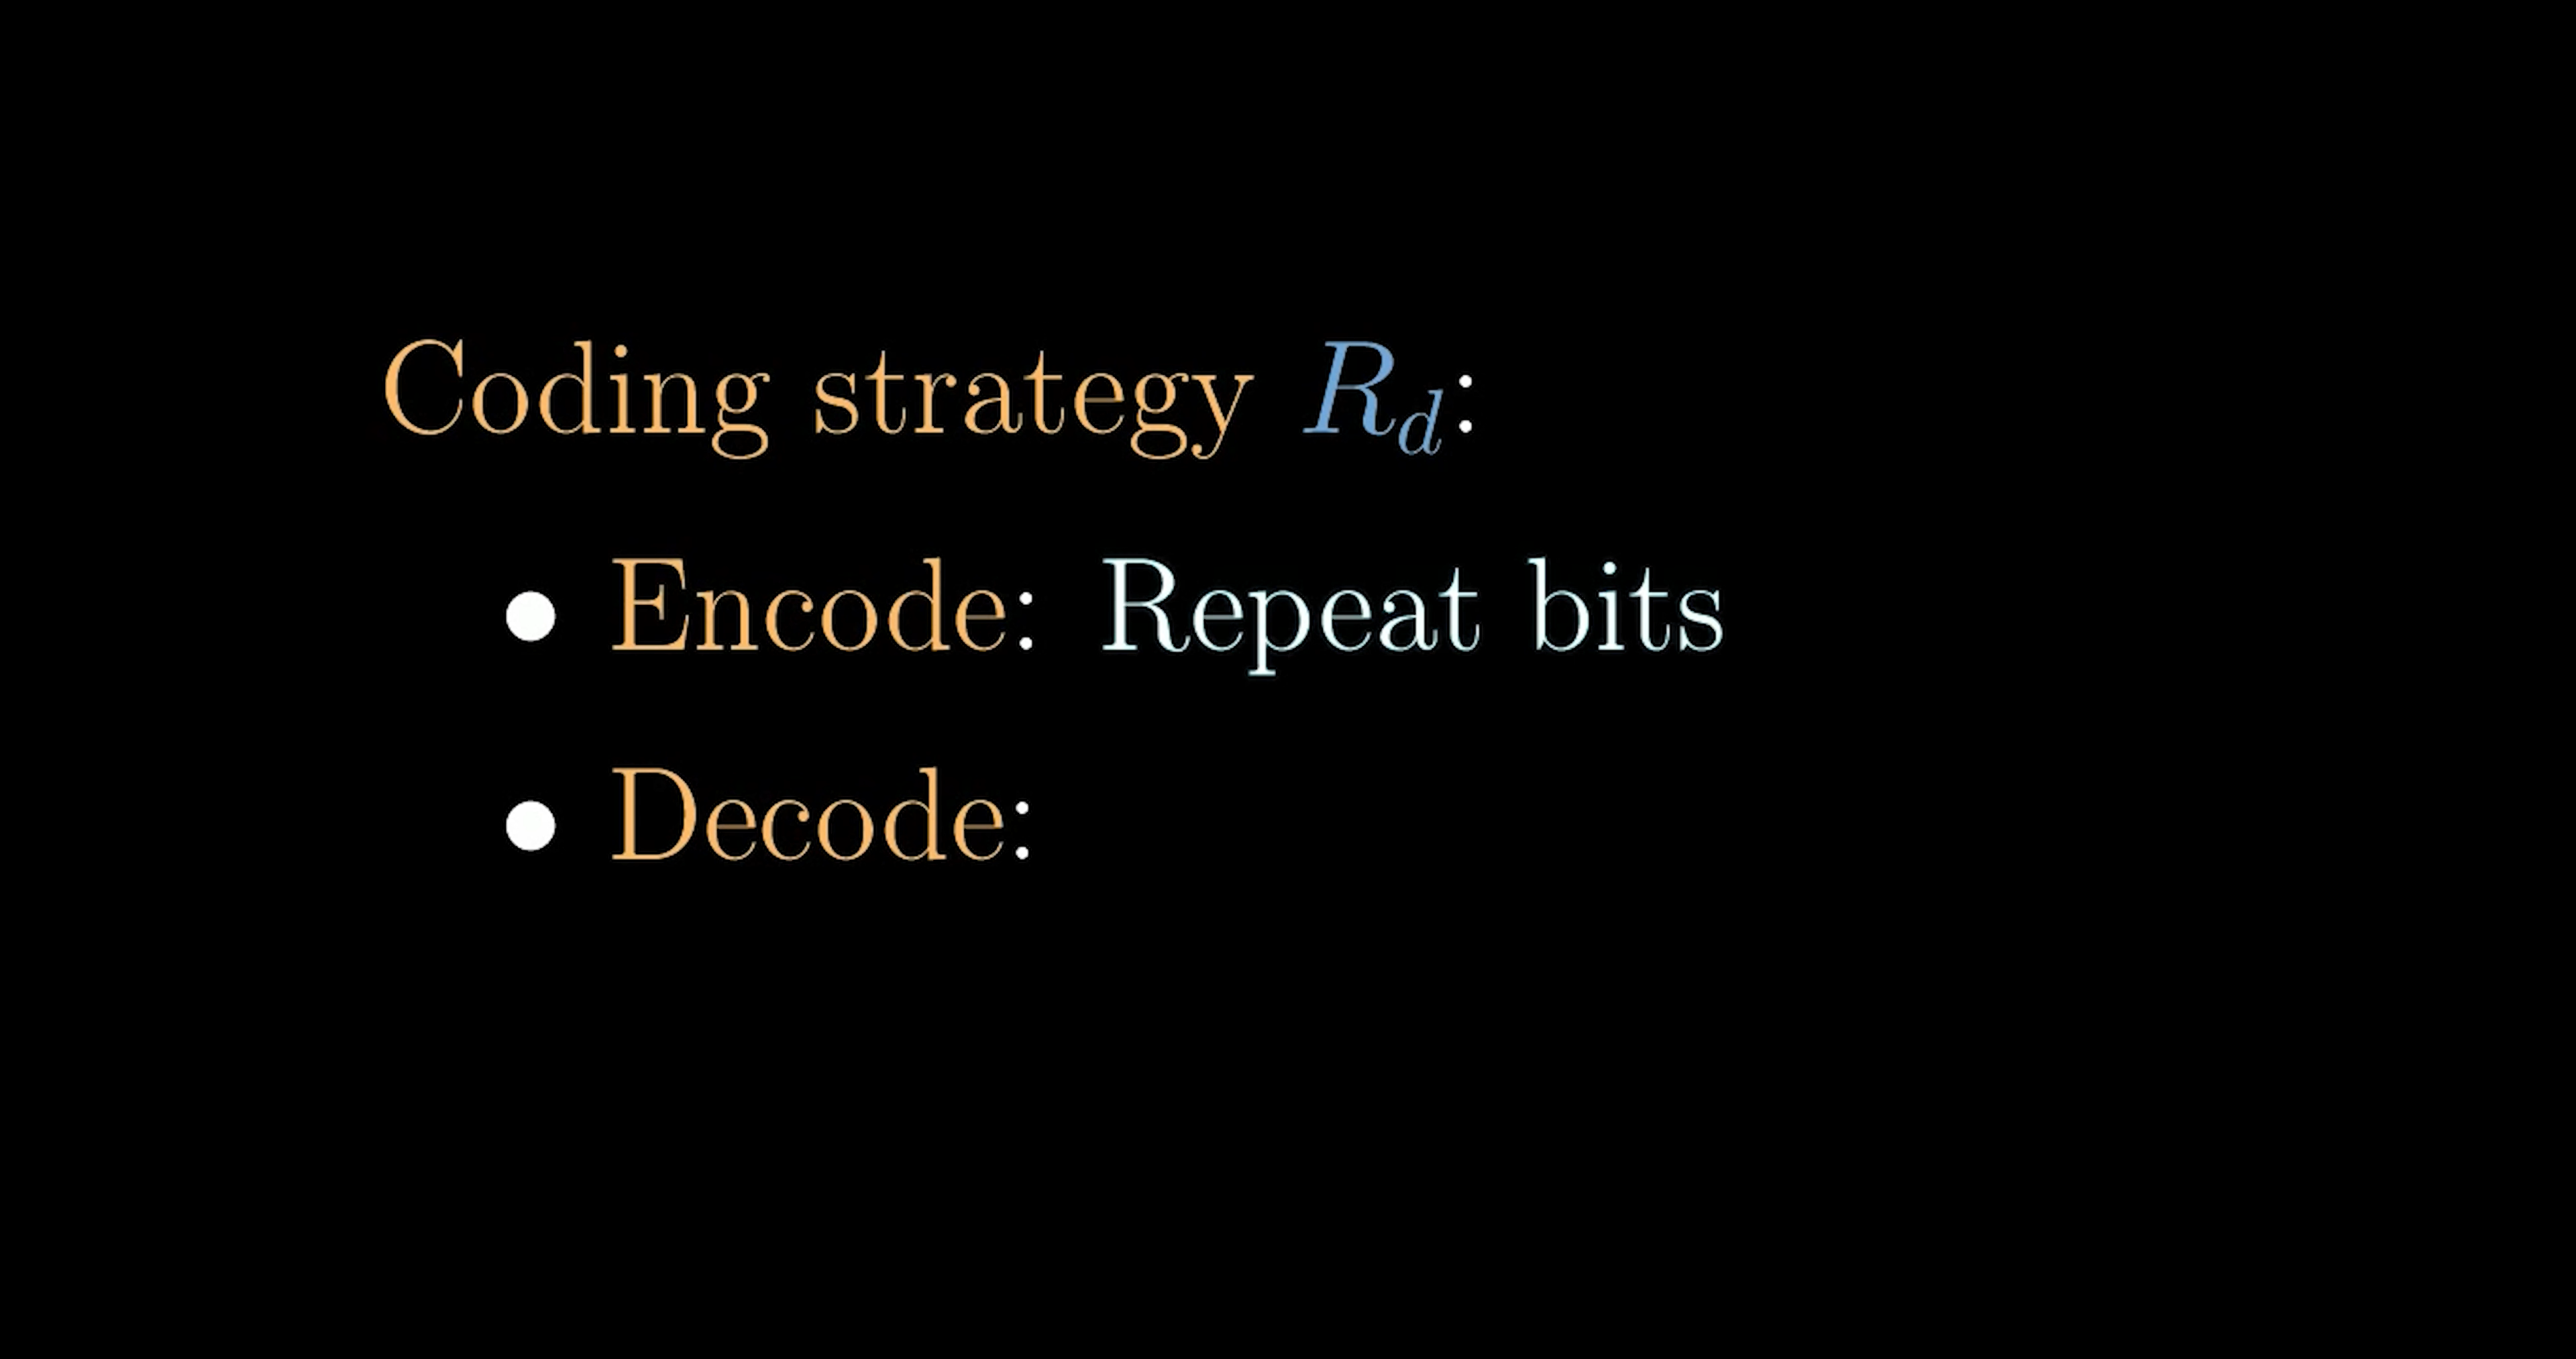 Coding strategy R_d:
• Encode: Repeat bits
• Decode: